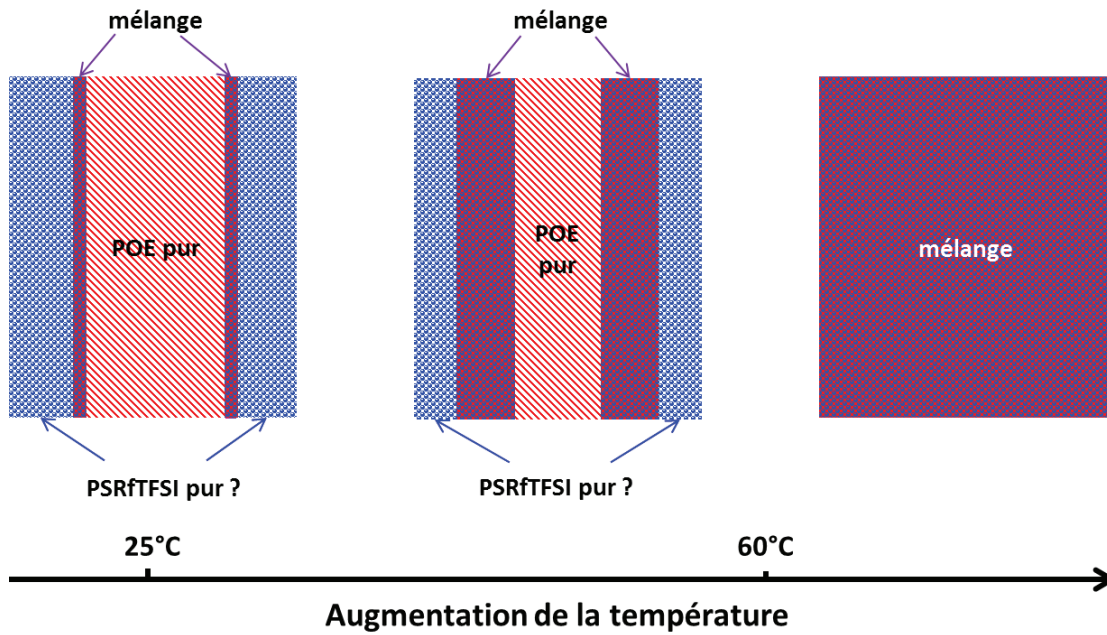 mélange
mélange
POE pur
POE
pur
mélange
PSRfTFSI pur ?
PSRfTFSI pur ?
25°C
60°C
Augmentation de la température